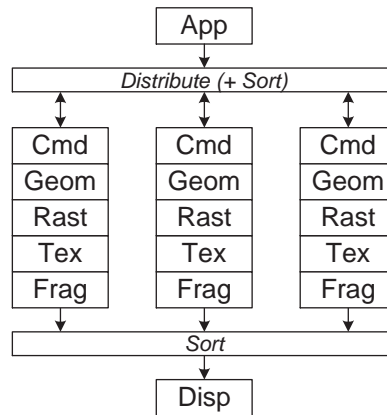 App
Distribute (+ Sort)
Cmd Cmd Cmd
Geom Geom Geom
Rast Rast Rast
Tex Tex Tex
Frag Frag Frag
Sort
Disp